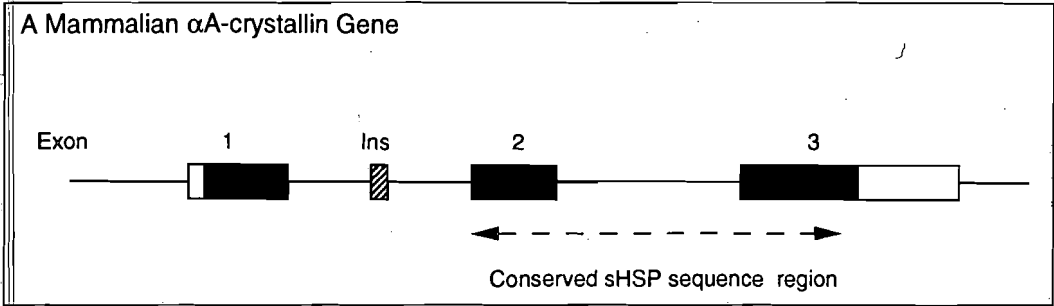 A Mammalian αA-crystallin Gene
Exon 1 Ins 2 3
Conserved sHSP sequence region